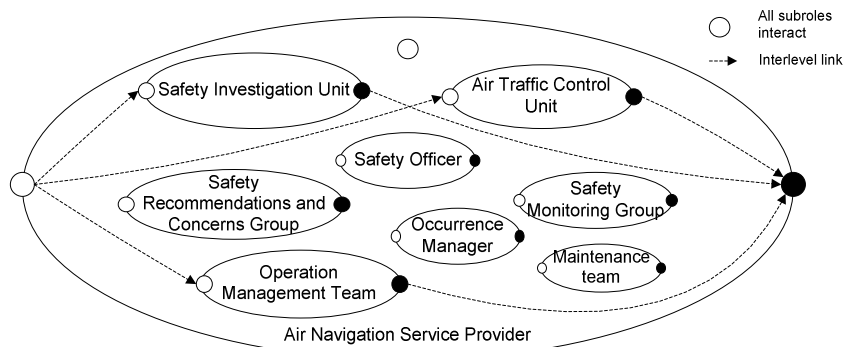 All subroles
interact
Interlevel link
Safety Investigation Unit
Air Traffic Control
Unit
Safety Officer
Safety
Recommendations and
Concerns Group
Safety
Monitoring Group
Occurrence
Manager
Maintenance
team
Operation
Management Team
Air Navigation Service Provider